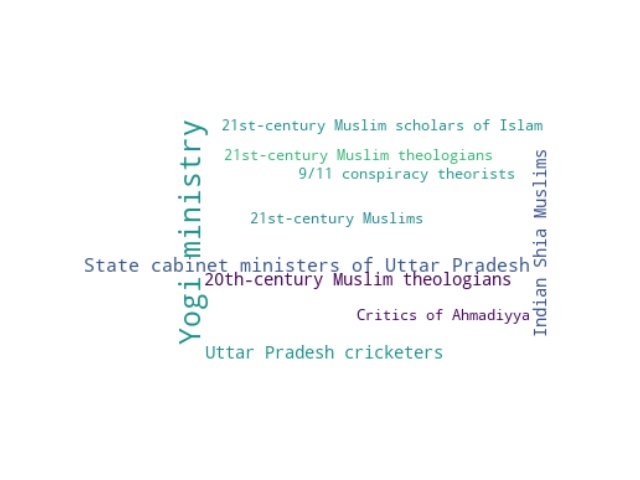 21st-century Muslim scholars of Islam
21st-century Muslim theologians
9/11 conspiracy theorists
21st-century Muslims
State cabinet ministers of Uttar Pradesh
20th-century Muslim theologians
Critics of Ahmadiyya
Uttar Pradesh cricketers
Yogi ministry
Indian Shia Muslims